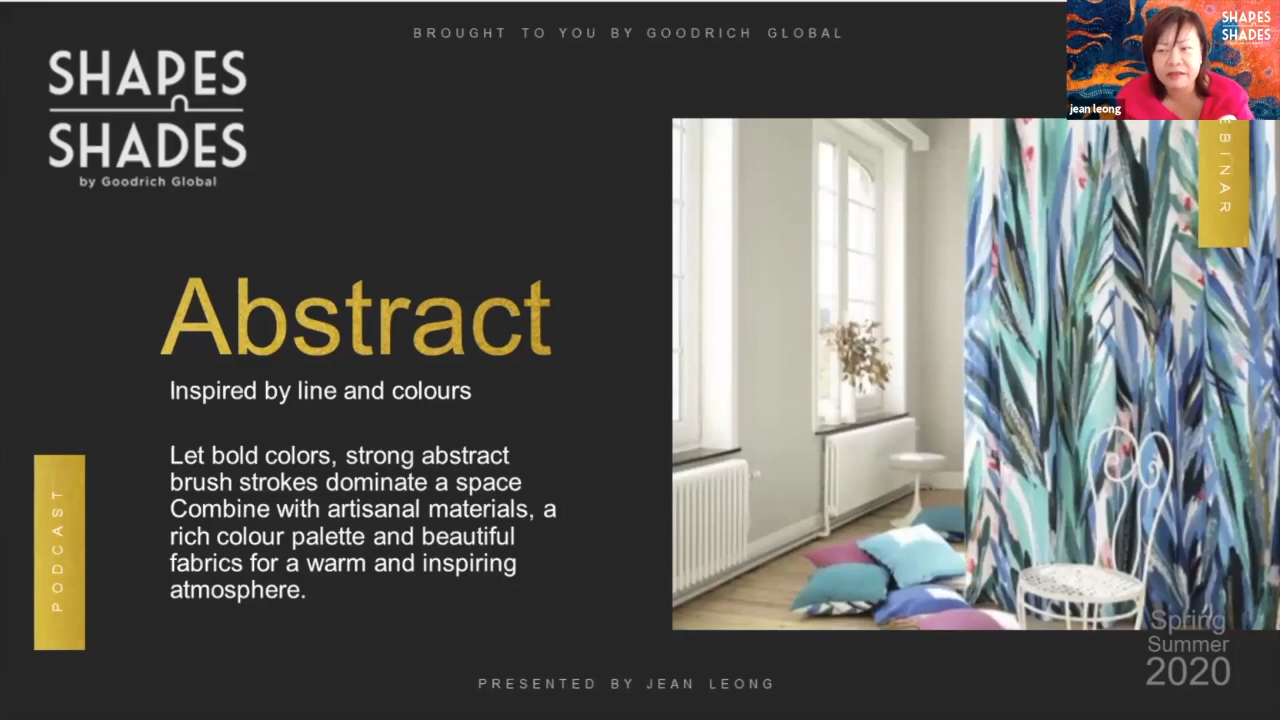 BROUGHT TO YOU BY GOODRICH GLOBAL
SHAPES
SHADES
by Goodrich Global
SHAPES
SHADES
jean leong
EBINAR
Abstract
Inspired by line and colours
Let bold colors, strong abstract
brush strokes dominate a space
Combine with artisanal materials, a
rich colour palette and beautiful
fabrics for a warm and inspiring
atmosphere.
PODCAST
Spring
Summer
2020
PRESENTED BY JEAN LEONG